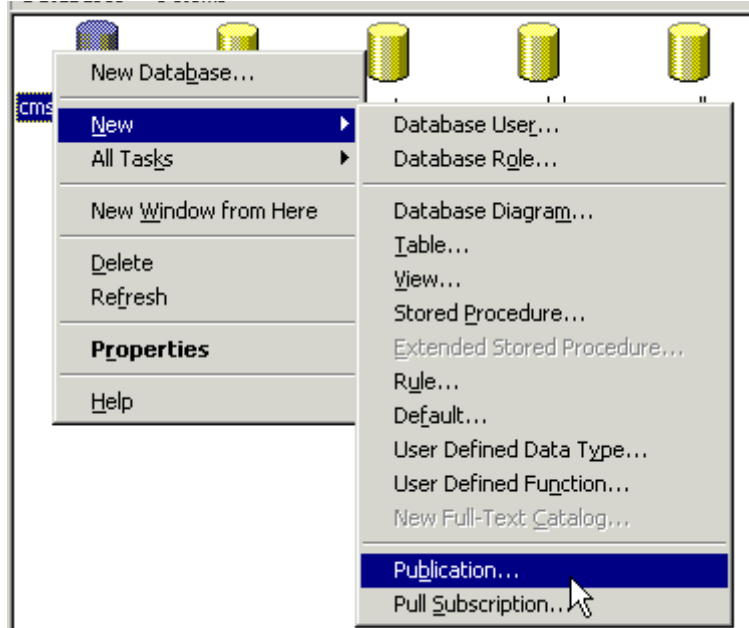 New Database...
cms
New
All Tasks
New Window from Here
Delete
Refresh
Properties
Help
Database User...
Database Role...
Database Diagram...
Table...
View...
Stored Procedure...
Extended Stored Procedure...
Rule...
Default...
User Defined Data Type...
User Defined Function...
New Full-Text Catalog...
Publication...
Pull Subscription...